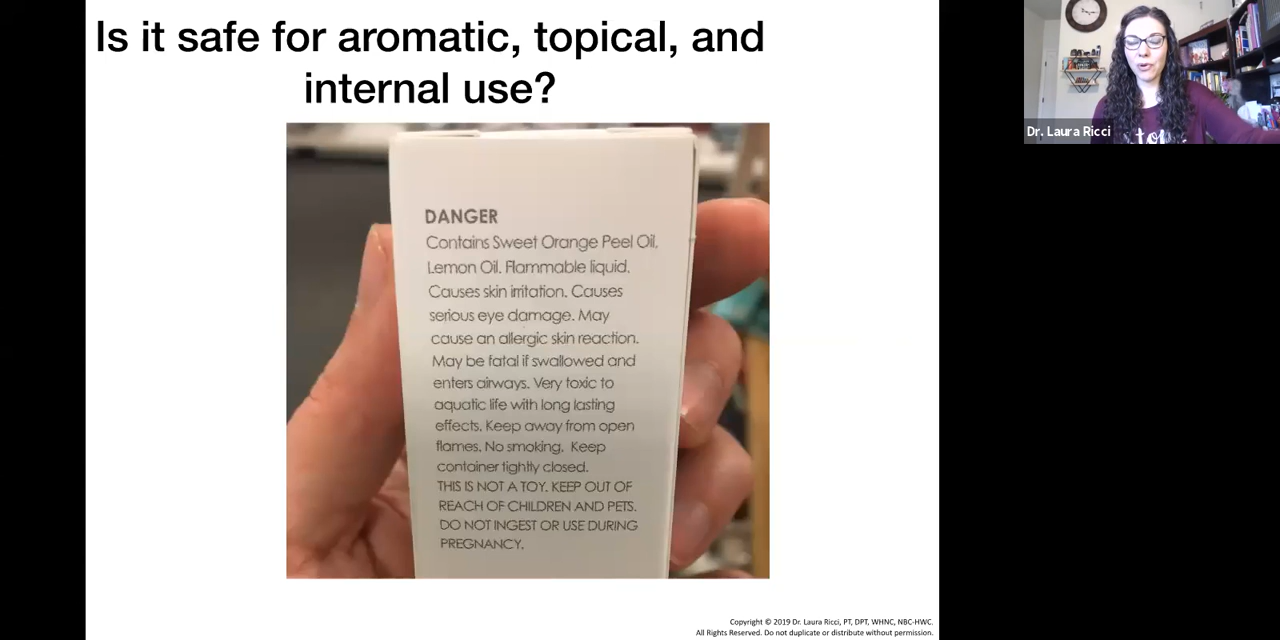 Is it safe for aromatic, topical, and
internal use?
Dr. Laura Ricci
DANGER
Contains Sweet Orange Peel Oil,
Lemon Oil. Flammable liquid.
Causes skin irritation. Causes
serious eye damage. May
cause an allergic skin reaction.
May be fatal if swallowed and
enters airways. Very toxic to
aquatic life with long lasting
effects. Keep away from open
flames. No smoking. Keep
container tightly closed.
THIS IS NOT A TOY. KEEP OUT OF
REACH OF CHILDREN AND PETS.
DO NOT INGEST OR USE DURING
PREGNANCY.
Copyright © 2019 Dr. Laura Ricci, PT, DPT, WHNC, NBC-HWC.
All Rights Reserved. Do not duplicate or distribute without permission.